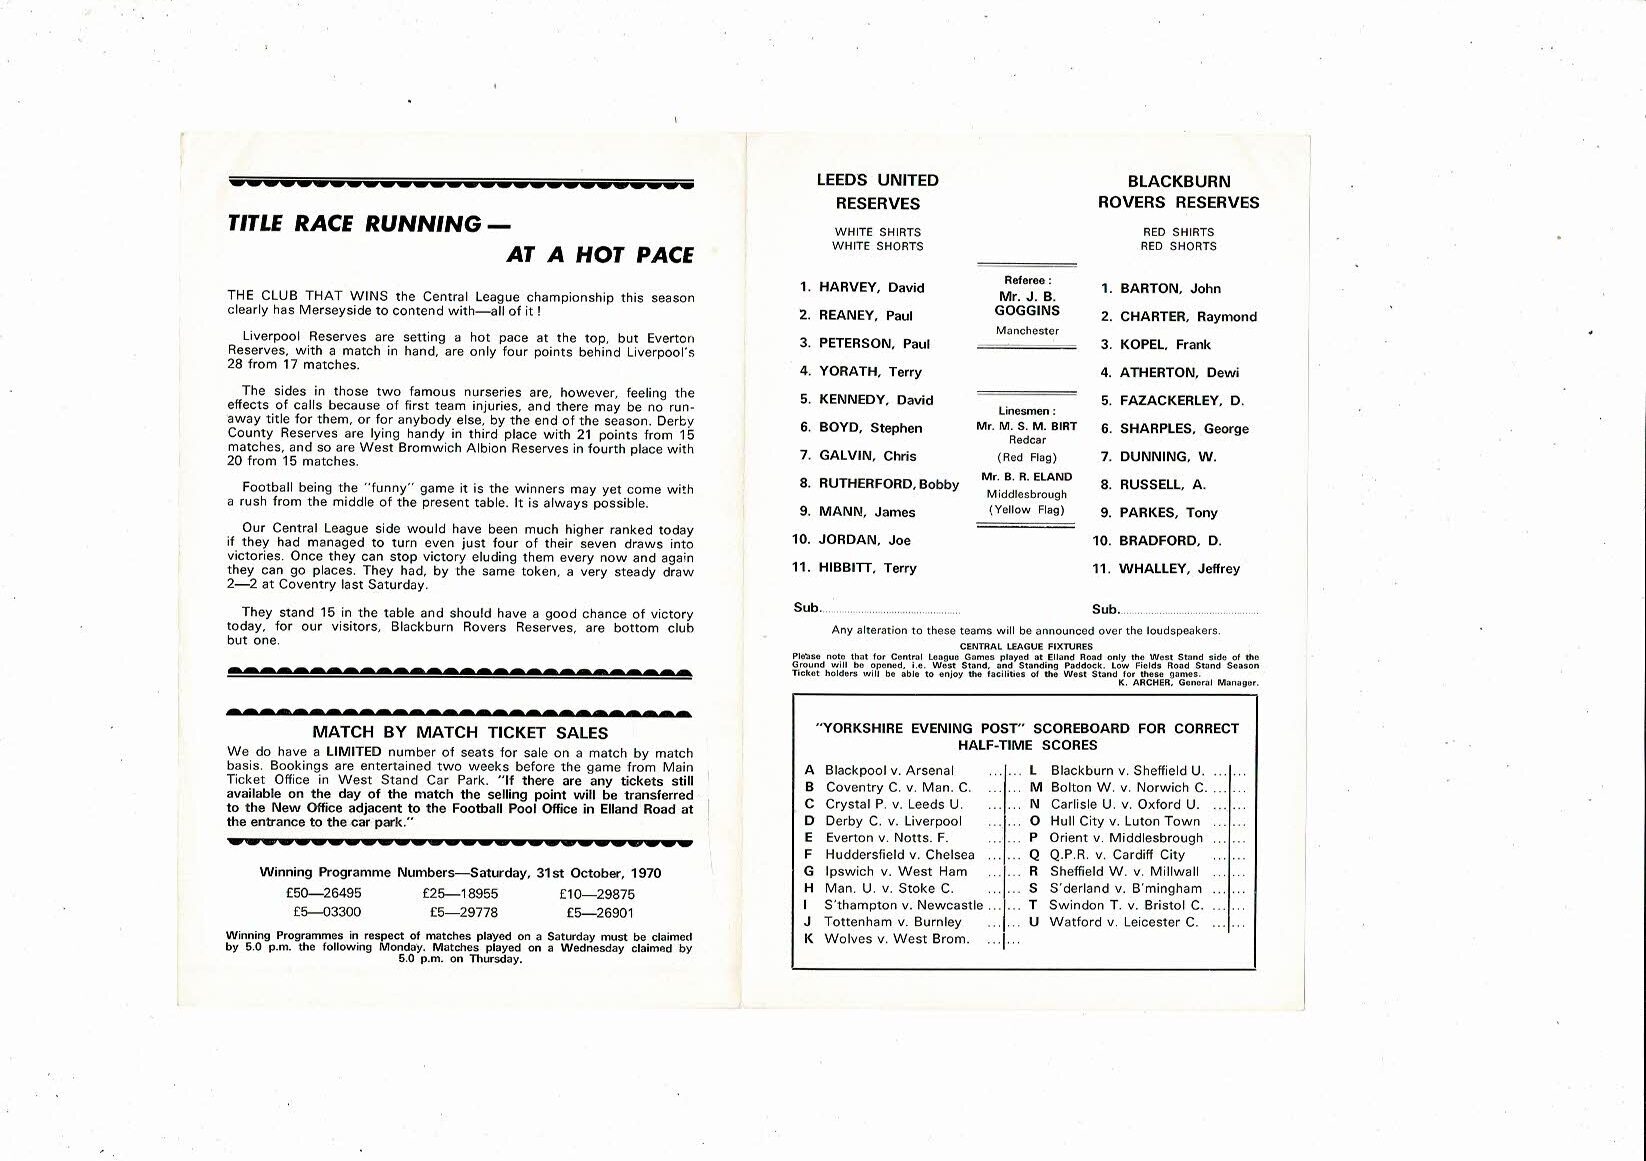 TITLE RACE RUNNING—
AT A HOT PACE
THE CLUB THAT WINS the Central League championship this season
clearly has Merseyside to contend with—all of it !
Liverpool Reserves are setting a hot pace at the top, but Everton
Reserves, with a match in hand, are only four points behind Liverpool's
28 from 17 matches.
The sides in those two famous nurseries are, however, feeling the
effects of calls because of first team injuries, and there may be no run-
away title for them, or for anybody else, by the end of the season. Derby
County Reserves are lying handy in third place with 21 points from 15
matches, and so are West Bromwich Albion Reserves in fourth place with
20 from 15 matches.
Football being the "funny" game it is the winners may yet come with
a rush from the middle of the present table. It is always possible.
Our Central League side would have been much higher ranked today
if they had managed to turn even just four of their seven draws into
victories. Once they can stop victory eluding them every now and again
they can go places. They had, by the same token, a very steady draw
2—2 at Coventry last Saturday.
They stand 15 in the table and should have a good chance of victory
today, for our visitors, Blackburn Rovers Reserves, are bottom club
but one.
MATCH BY MATCH TICKET SALES
We do have a LIMITED number of seats for sale on a match by match
basis. Bookings are entertained two weeks before the game from Main
Ticket Office in West Stand Car Park. "If there are any tickets still
available on the day of the match the selling point will be transferred
to the New Office adjacent to the Football Pool Office in Elland Road at
the entrance to the car park."
Winning Programme Numbers—Saturday, 31st October, 1970
£50—26495 £25—18955 £10—29875
£5—03300 £5—29778 £5—26901
Winning Programmes in respect of matches played on a Saturday must be claimed
by 5.0 p.m. the following Monday. Matches played on a Wednesday claimed by
5.0 p.m. on Thursday.
LEEDS UNITED
RESERVES
WHITE SHIRTS
WHITE SHORTS
1. HARVEY, David
2. REANEY, Paul
3. PETERSON, Paul
4. YORATH, Terry
5. KENNEDY, David
6. BOYD, Stephen
7. GALVIN, Chris
8. RUTHERFORD, Bobby
9. MANN, James
10. JORDAN, Joe
11. HIBBITT, Terry
Sub.
Referee :
Mr. J. B.
GOGGINS
Manchester
Linesmen :
Mr. M. S. M. BIRT
Redcar
(Red Flag)
Mr. B. R. ELAND
Middlesbrough
(Yellow Flag)
BLACKBURN
ROVERS RESERVES
RED SHIRTS
RED SHORTS
1. BARTON, John
2. CHARTER, Raymond
3. KOPEL, Frank
4. ATHERTON, Dewi
5. FAZACKERLEY, D.
6. SHARPLES, George
7. DUNNING, W.
8. RUSSELL, A.
9. PARKES, Tony
10. BRADFORD, D.
11. WHALLEY, Jeffrey
Sub.
Any alteration to these teams will be announced over the loudspeakers.
CENTRAL LEAGUE FIXTURES
Please note that for Central League Games played at Elland Road only the West Stand side of the
Ground will be opened, i.e. West Stand, and Standing Paddock. Low Fields Road Stand Season
Ticket holders will be able to enjoy the facilities of the West Stand for these games.
K. ARCHER, General Manager.
"YORKSHIRE EVENING POST" SCOREBOARD FOR CORRECT
HALF-TIME SCORES
A Blackpool v. Arsenal ... ... L Blackburn v. Sheffield U. ... ...
B Coventry C. v. Man. C. ... ... M Bolton W. v. Norwich C. ... ...
C Crystal P. v. Leeds U. ... ... N Carlisle U. v. Oxford U. ... ...
D Derby C. v. Liverpool ... ... O Hull City v. Luton Town ... ...
E Everton v. Notts. F. ... ... P Orient v. Middlesbrough ... ...
F Huddersfield v. Chelsea ... ... Q Q.P.R. v. Cardiff City ... ...
G Ipswich v. West Ham ... ... R Sheffield W. v. Millwall ... ...
H Man. U. v. Stoke C. ... ... S S'derland v. B'mingham ... ...
I S'thampton v. Newcastle ... ... T Swindon T. v. Bristol C. ... ...
J Tottenham v. Burnley ... ... U Watford v. Leicester C. ... ...
K Wolves v. West Brom. ... ...